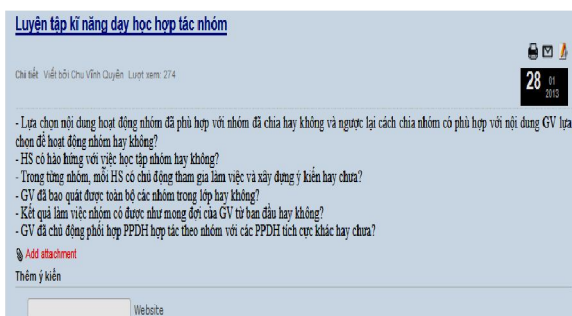 Luyện tập kĩ năng dạy học hợp tác nhóm
Chi tiết Viết bởi Chu Vĩnh Quyên Lượt xem: 274
28 01 2013
- Lựa chọn nội dung hoạt động nhóm đã phù hợp với nhóm đã chia hay không và ngược lại cách chia nhóm có phù hợp với nội dung GV lựa
chọn để hoạt động nhóm hay không?
- HS có hào hứng với việc học tập nhóm hay không?
- Trong từng nhóm, mỗi HS có chủ động tham gia làm việc và xây dựng ý kiến hay chưa?
- GV đã bao quát được toàn bộ các nhóm trong lớp hay không?
- Kết quả làm việc nhóm có được như mong đợi của GV từ ban đầu hay không?
- GV đã chủ động phối hợp PPDH hợp tác theo nhóm với các PPDH tích cực khác hay chưa?
Add attachment
Thêm ý kiến
Website